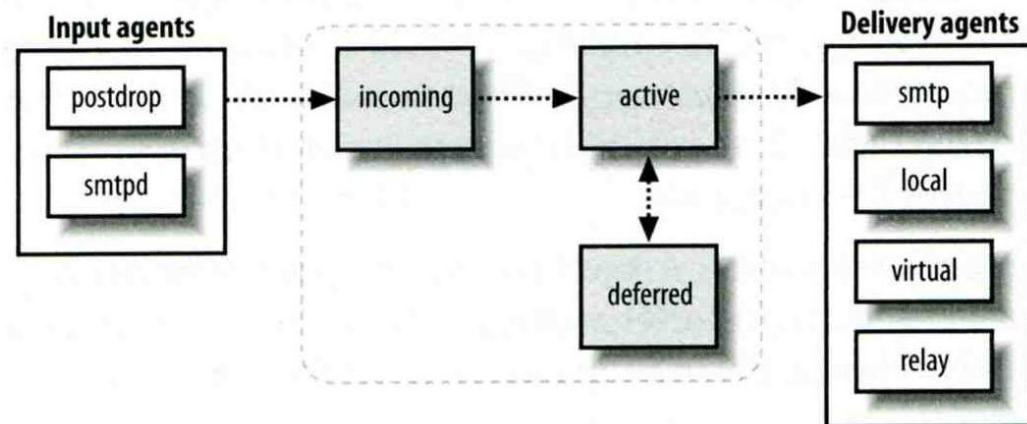 Input agents
postdrop
smtpd
incoming
active
deferred
Delivery agents
smtp
local
virtual
relay